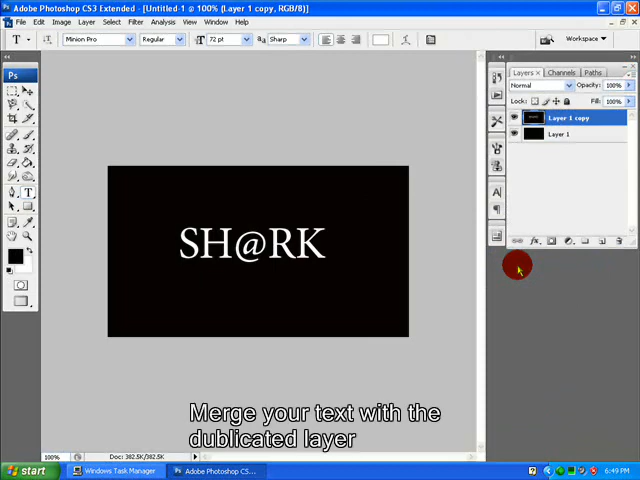 Adobe Photoshop CS3 Extended - [Untitled-1 @ 100% (Layer 1 copy, RGB/8)]
File Edit Image Layer Select Filter Analysis View Window Help
T Minion Pro Regular T 72 pt aa Sharp Workspace
Ps
Layers x Channels Paths
Normal Opacity: 100%
Lock: Fill: 100%
Layer 1 copy
Layer 1
SH@RK
Merge your text with the
dublicated layer
100% Doc: 382.5K/382.5K
start Windows Task Manager Adobe Photoshop CS... 6:49 PM